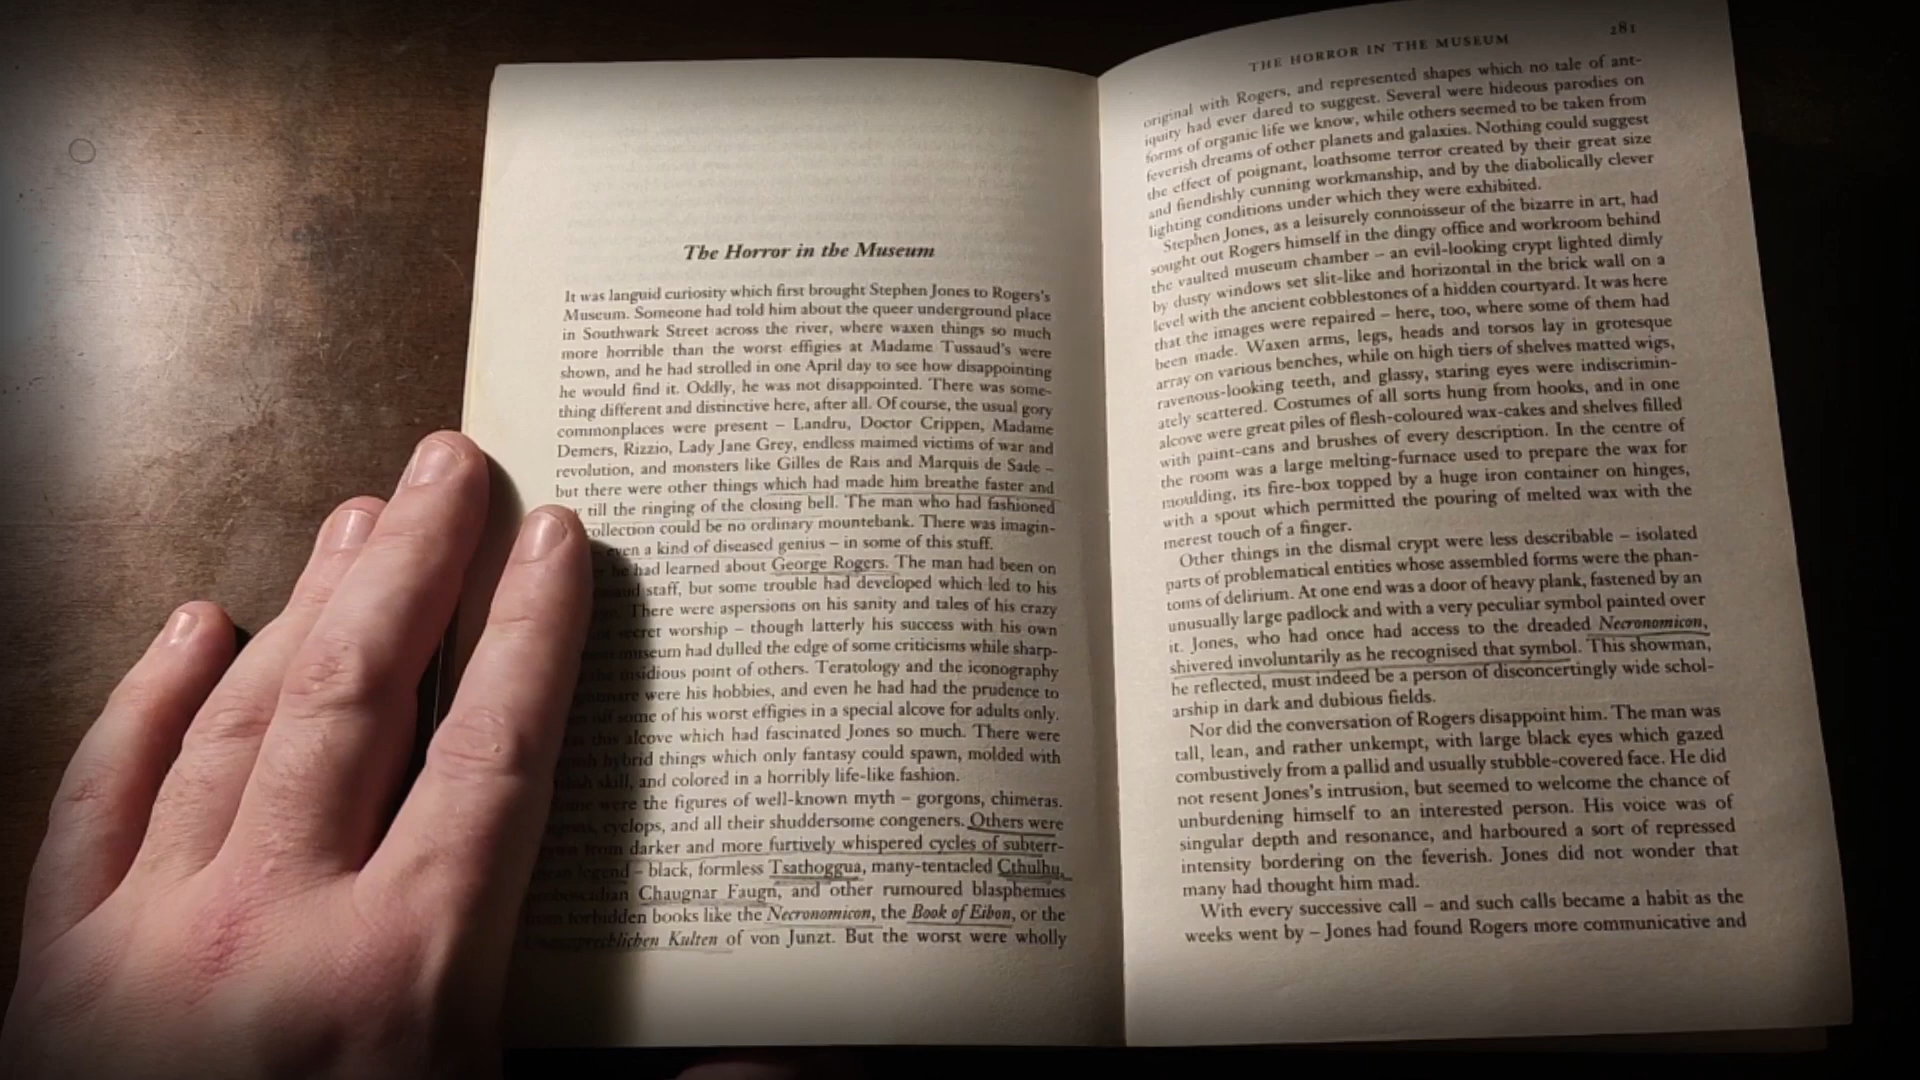 The Horror in the Museum
It was languid curiosity which first brought Stephen Jones to Rogers's
Museum. Someone had told him about the queer underground place
in Southwark Street across the river, where waxen things so much
more horrible than the worst effigies at Madame Tussaud's were
shown, and he had strolled in one April day to see how disappointing
he would find it. Oddly, he was not disappointed. There was some-
thing different and distinctive here, after all. Of course, the usual gory
commonplaces were present – Landru, Doctor Crippen, Madame
Demers, Rizzio, Lady Jane Grey, endless maimed victims of war and
revolution, and monsters like Gilles de Rais and Marquis de Sade –
but there were other things which had made him breathe faster and
till the ringing of the closing bell. The man who had fashioned
collection could be no ordinary mountebank. There was imagin-
even a kind of diseased genius – in some of this stuff.
he had learned about George Rogers. The man had been on
staff, but some trouble had developed which led to his
There were aspersions on his sanity and tales of his crazy
secret worship – though latterly his success with his own
museum had dulled the edge of some criticisms while sharp-
the insidious point of others. Teratology and the iconography
were his hobbies, and even he had had the prudence to
some of his worst effigies in a special alcove for adults only.
this alcove which had fascinated Jones so much. There were
hybrid things which only fantasy could spawn, molded with
skill, and colored in a horribly life-like fashion.
were the figures of well-known myth – gorgons, chimeras.
cyclops, and all their shuddersome congeners. Others were
from darker and more furtively whispered cycles of subterr-
legend – black, formless Tsathoggua, many-tentacled Cthulhu,
Chaugnar Faugn, and other rumoured blasphemies
forbidden books like the Necronomicon, the Book of Eibon, or the
Kulten of von Junzt. But the worst were wholly
THE HORROR IN THE MUSEUM 281
original with Rogers, and represented shapes which no tale of ant-
iquity had ever dared to suggest. Several were hideous parodies on
forms of organic life we know, while others seemed to be taken from
feverish dreams of other planets and galaxies. Nothing could suggest
the effect of poignant, loathsome terror created by their great size
and fiendishly cunning workmanship, and by the diabolically clever
lighting conditions under which they were exhibited.
Stephen Jones, as a leisurely connoisseur of the bizarre in art, had
sought out Rogers himself in the dingy office and workroom behind
the vaulted museum chamber – an evil-looking crypt lighted dimly
by dusty windows set slit-like and horizontal in the brick wall on a
level with the ancient cobblestones of a hidden courtyard. It was here
that the images were repaired – here, too, where some of them had
been made. Waxen arms, legs, heads and torsos lay in grotesque
array on various benches, while on high tiers of shelves matted wigs,
ravenous-looking teeth, and glassy, staring eyes were indiscrimin-
ately scattered. Costumes of all sorts hung from hooks, and in one
alcove were great piles of flesh-coloured wax-cakes and shelves filled
with paint-cans and brushes of every description. In the centre of
the room was a large melting-furnace used to prepare the wax for
moulding, its fire-box topped by a huge iron container on hinges,
with a spout which permitted the pouring of melted wax with the
merest touch of a finger.
Other things in the dismal crypt were less describable – isolated
parts of problematical entities whose assembled forms were the phan-
toms of delirium. At one end was a door of heavy plank, fastened by an
unusually large padlock and with a very peculiar symbol painted over
it. Jones, who had once had access to the dreaded Necronomicon,
shivered involuntarily as he recognised that symbol. This showman,
he reflected, must indeed be a person of disconcertingly wide schol-
arship in dark and dubious fields.
Nor did the conversation of Rogers disappoint him. The man was
tall, lean, and rather unkempt, with large black eyes which gazed
combustively from a pallid and usually stubble-covered face. He did
not resent Jones's intrusion, but seemed to welcome the chance of
unburdening himself to an interested person. His voice was of
singular depth and resonance, and harboured a sort of repressed
intensity bordering on the feverish. Jones did not wonder that
many had thought him mad.
With every successive call – and such calls became a habit as the
weeks went by – Jones had found Rogers more communicative and